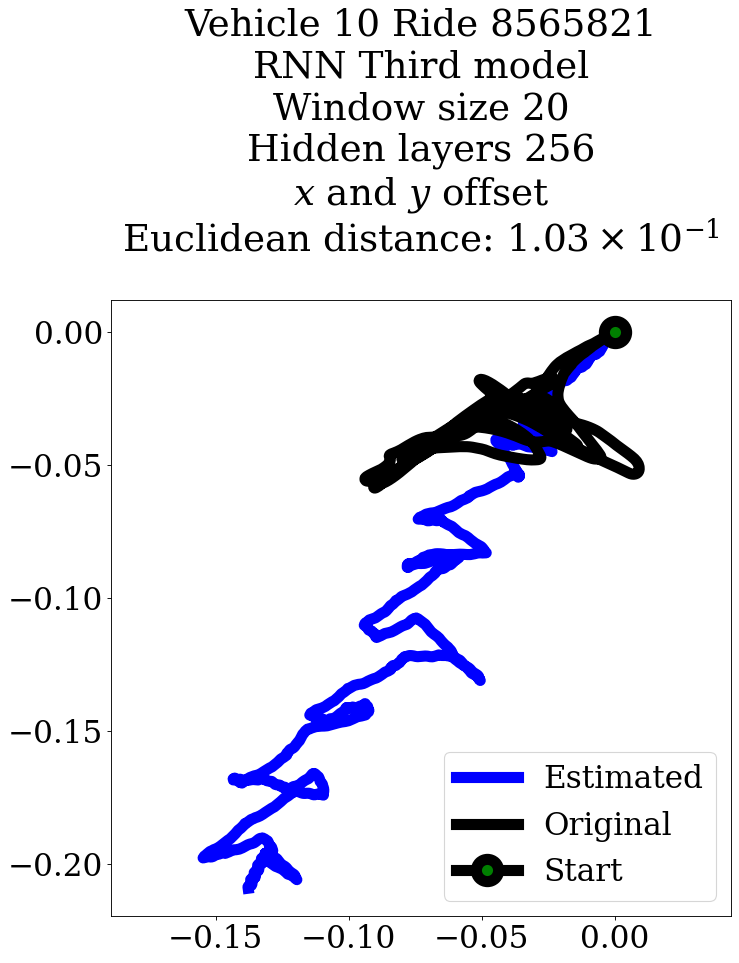 Vehicle 10 Ride 8565821
RNN Third model
Window size 20
Hidden layers 256
x and y offset
Euclidean distance: 1.03 × 10⁻¹
0.00
−0.05
−0.10
−0.15
−0.20
Estimated
Original
Start
−0.15 −0.10 −0.05 0.00